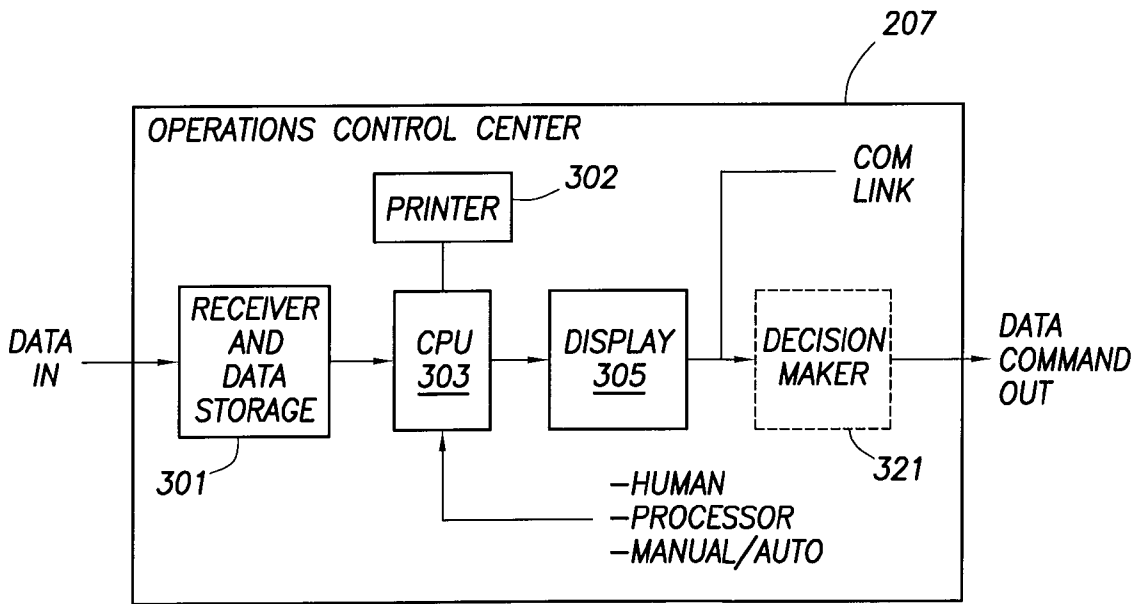 207
OPERATIONS CONTROL CENTER
COM
LINK
302
PRINTER
DATA
IN
RECEIVER
AND
DATA
STORAGE
301
CPU
303
DISPLAY
305
DECISION
MAKER
321
DATA
COMMAND
OUT
-HUMAN
-PROCESSOR
-MANUAL/AUTO